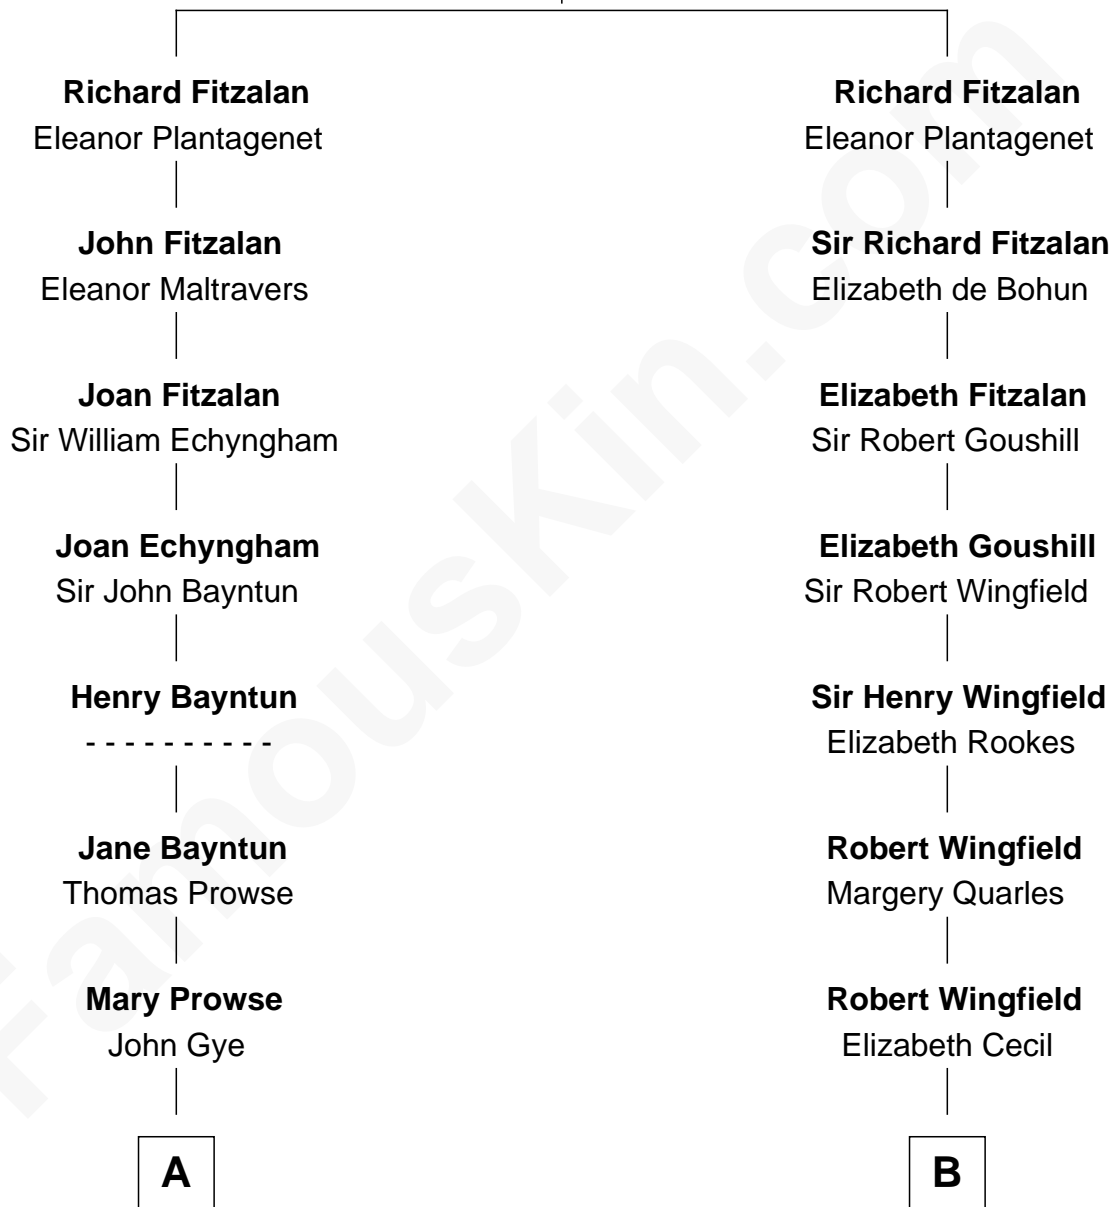 Richard Fitzalan
Eleanor Plantagenet
John Fitzalan
Eleanor Maltravers
Joan Fitzalan
Sir William Echyngham
Joan Echyngham
Sir John Bayntun
Henry Bayntun
- - - - - - - - - -
Jane Bayntun
Thomas Prowse
Mary Prowse
John Gye
A
Richard Fitzalan
Eleanor Plantagenet
Sir Richard Fitzalan
Elizabeth de Bohun
Elizabeth Fitzalan
Sir Robert Goushill
Elizabeth Goushill
Sir Robert Wingfield
Sir Henry Wingfield
Elizabeth Rookes
Robert Wingfield
Margery Quarles
Robert Wingfield
Elizabeth Cecil
B
FamousKin.com